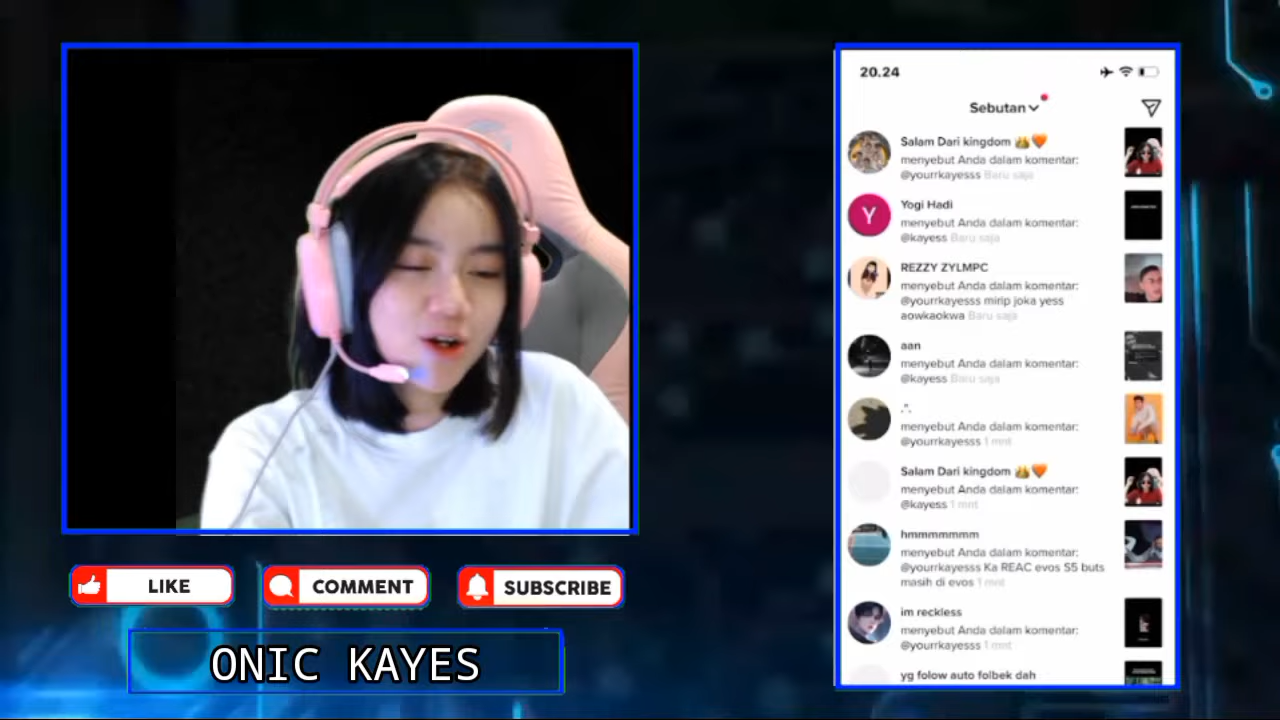 LIKE
COMMENT
SUBSCRIBE
ONIC KAYES
20.24
Sebutan
Salam Dari kingdom 👑🧡
menyebut Anda dalam komentar:
@yourrkayesss Baru saja
Y
Yogi Hadi
menyebut Anda dalam komentar:
@kayess Baru saja
REZZY ZYLMPC
menyebut Anda dalam komentar:
@yourrkayesss mirip joka yess
aowkaokwa Baru saja
aan
menyebut Anda dalam komentar:
@kayess Baru saja
menyebut Anda dalam komentar:
@yourrkayesss 1 mnt
Salam Dari kingdom 👑🧡
menyebut Anda dalam komentar:
@kayess 1 mnt
hmmmmmmm
menyebut Anda dalam komentar:
@yourrkayesss Ka REAC evos S5 buts
masih di evos 1 mnt
im reckless
menyebut Anda dalam komentar:
@yourrkayesss 1 mnt
yg folow auto folbek dah